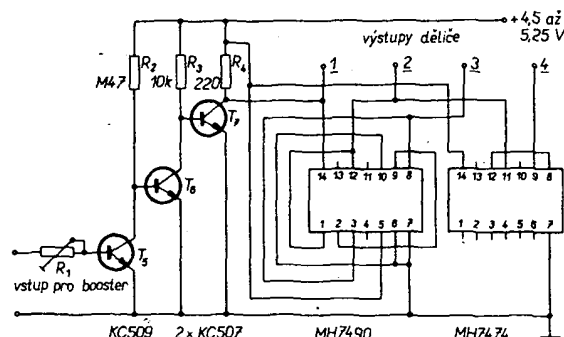 +4,5 až
5,25 V
výstupy děliče
1 2 3 4
R2 R3 R4
M47 10k 220
T7
T6
T5
R1
vstup pro booster
14 13 12 11 10 9 8
1 2 3 4 5 6 7
14 13 12 11 10 9 8
1 2 3 4 5 6 7
KC509 2 × KC507 MH7490 MH7474